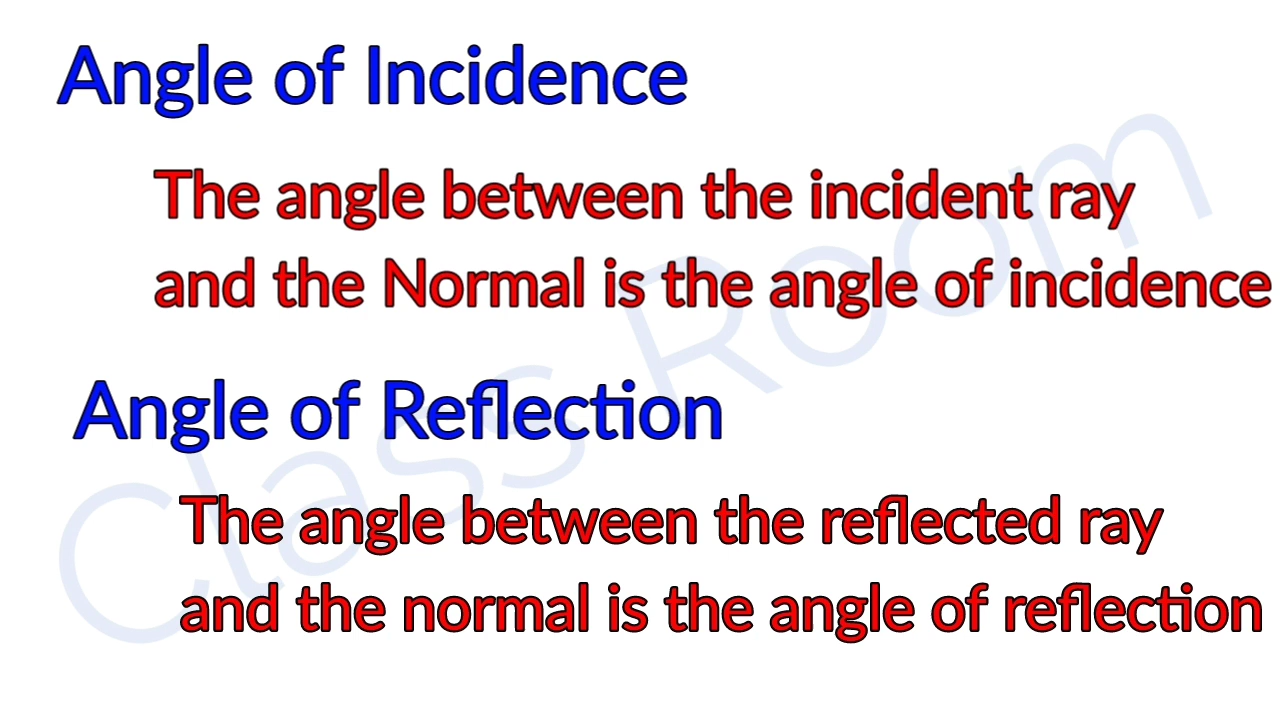 Angle of Incidence
The angle between the incident ray
and the Normal is the angle of incidence
Angle of Reflection
The angle between the reflected ray
and the normal is the angle of reflection
Class Room